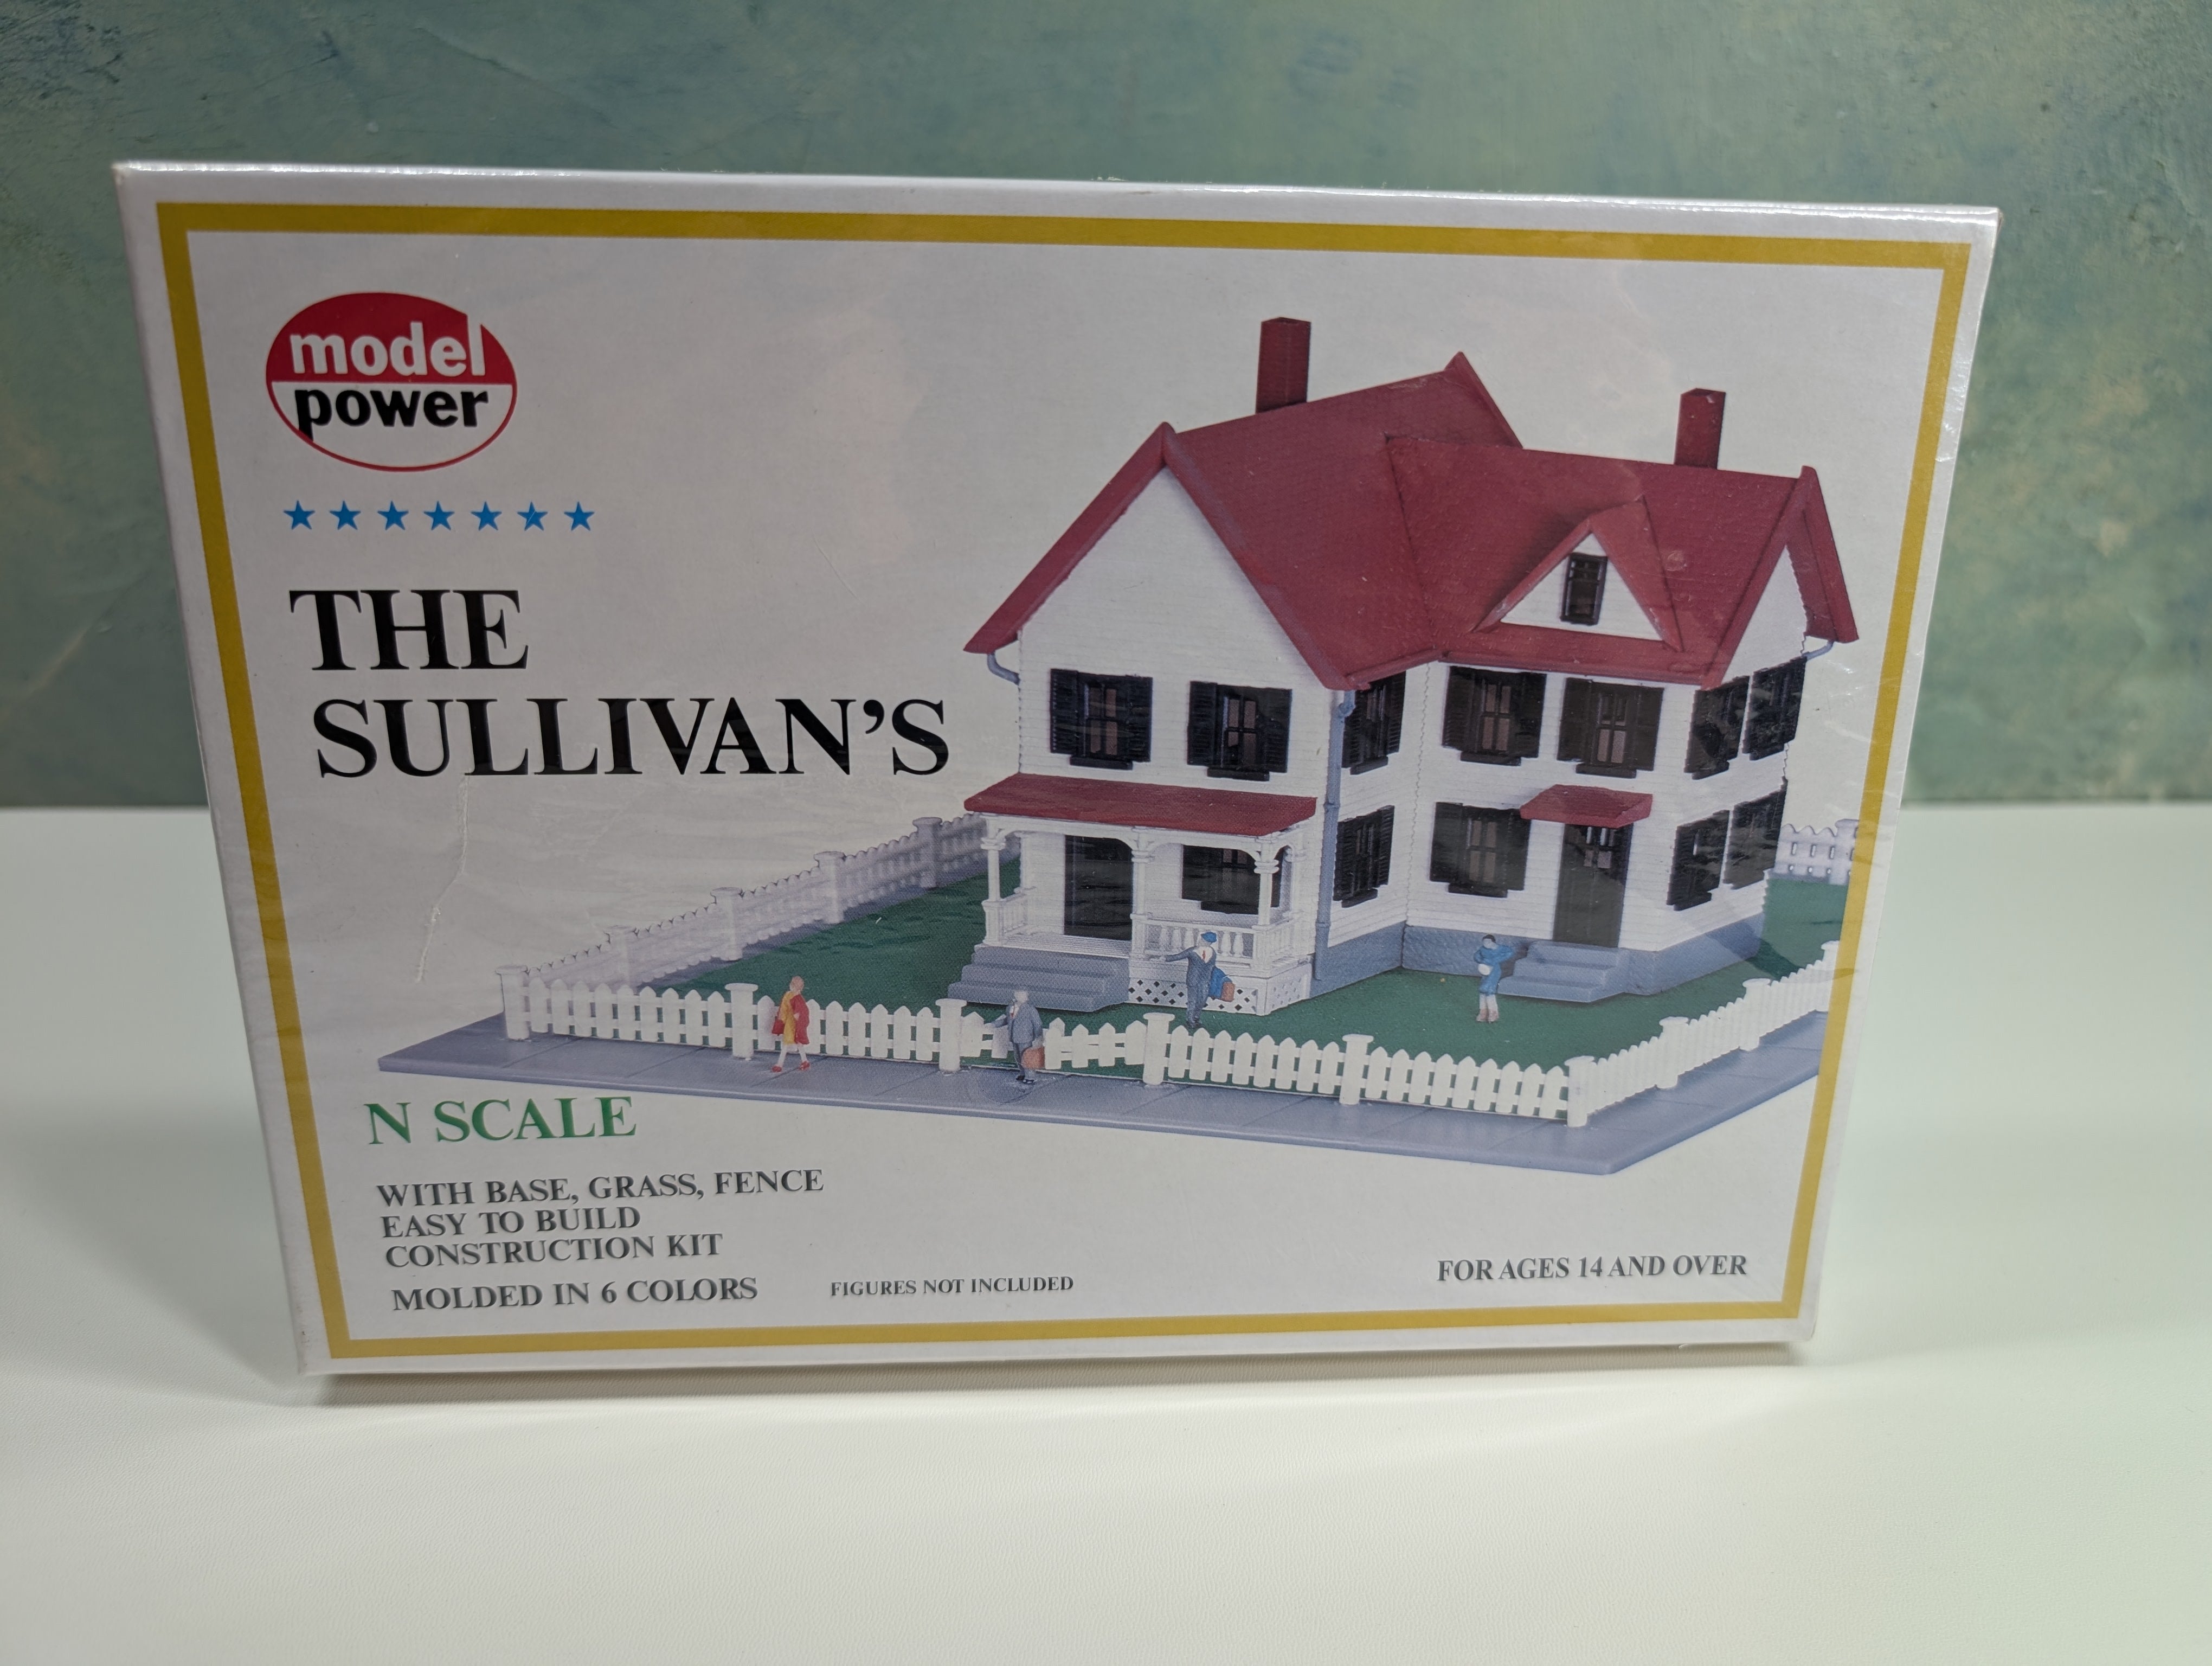 model
power
THE
SULLIVAN'S
N SCALE
WITH BASE, GRASS, FENCE
EASY TO BUILD
CONSTRUCTION KIT
MOLDED IN 6 COLORS
FIGURES NOT INCLUDED
FOR AGES 14 AND OVER